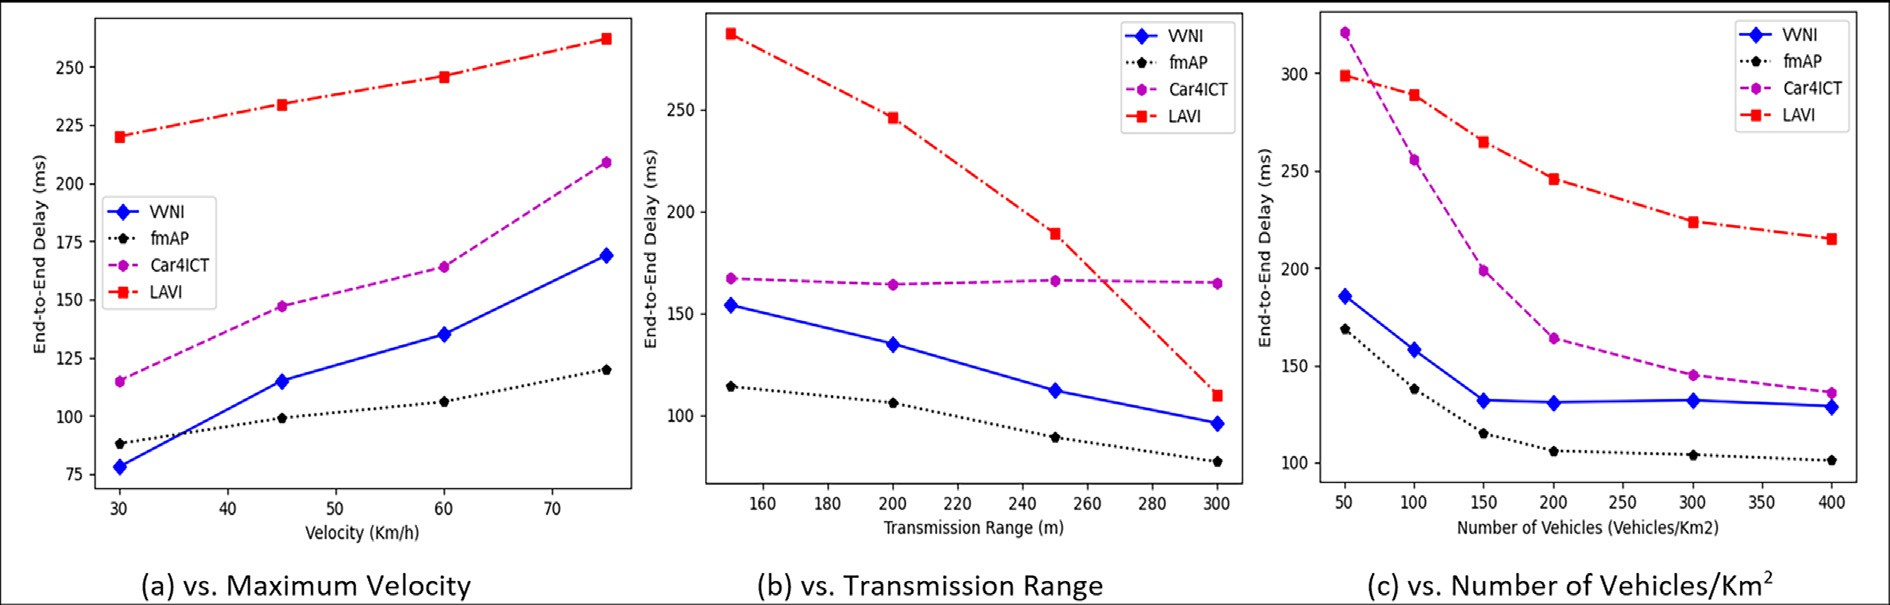 End-to-End Delay (ms)
250
225
200
175
150
125
100
75
VVNI
fmAP
Car4ICT
LAVI
30 40 50 60 70
Velocity (Km/h)
(a) vs. Maximum Velocity
End-to-End Delay (ms)
250
200
150
100
VVNI
fmAP
Car4ICT
LAVI
160 180 200 220 240 260 280 300
Transmission Range (m)
(b) vs. Transmission Range
End-to-End Delay (ms)
300
250
200
150
100
VVNI
fmAP
Car4ICT
LAVI
50 100 150 200 250 300 350 400
Number of Vehicles (Vehicles/Km2)
(c) vs. Number of Vehicles/Km²